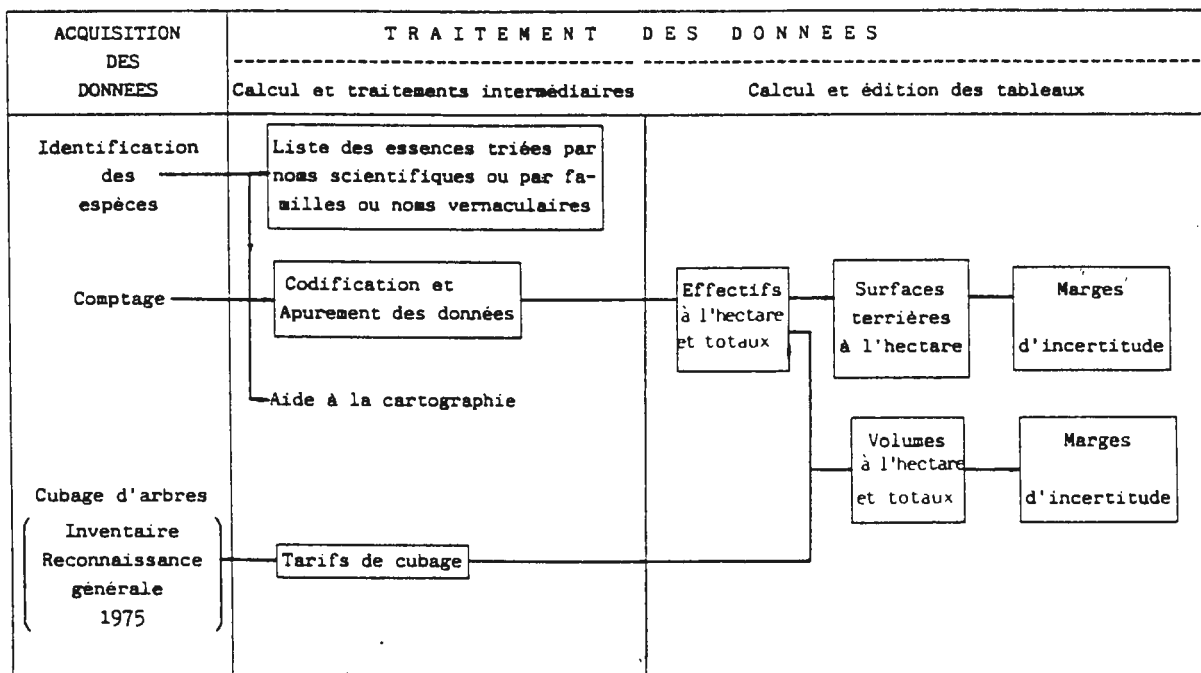 ACQUISITION
DES
DONNEES
TRAITEMENT DES DONNEES
Calcul et traitements intermédiaires
Calcul et édition des tableaux
Identification
des
espèces
Liste des essences triées par
noms scientifiques ou par fa-
milles ou noms vernaculaires
Comptage
Codification et
Apurement des données
Effectifs
à l'hectare
et totaux
Surfaces
terrières
à l'hectare
Marges
d'incertitude
Aide à la cartographie
Volumes
à l'hectare
et totaux
Marges
d'incertitude
Cubage d'arbres
Inventaire
Reconnaissance
générale
1975
Tarifs de cubage